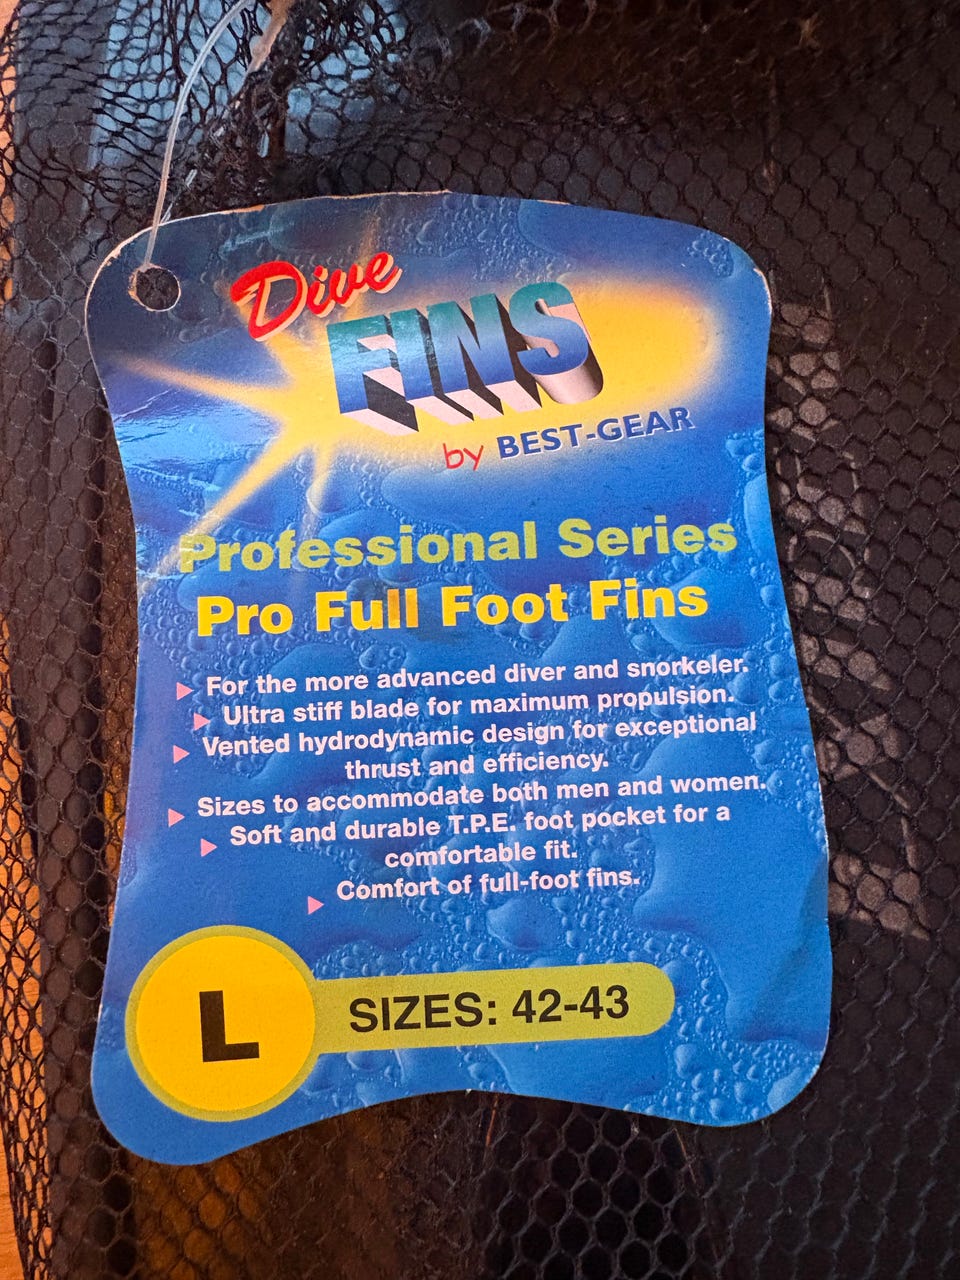 Dive
FINS
by BEST-GEAR
Professional Series
Pro Full Foot Fins
For the more advanced diver and snorkeler.
Ultra stiff blade for maximum propulsion.
Vented hydrodynamic design for exceptional
thrust and efficiency.
Sizes to accommodate both men and women.
Soft and durable T.P.E. foot pocket for a
comfortable fit.
Comfort of full-foot fins.
L SIZES: 42-43